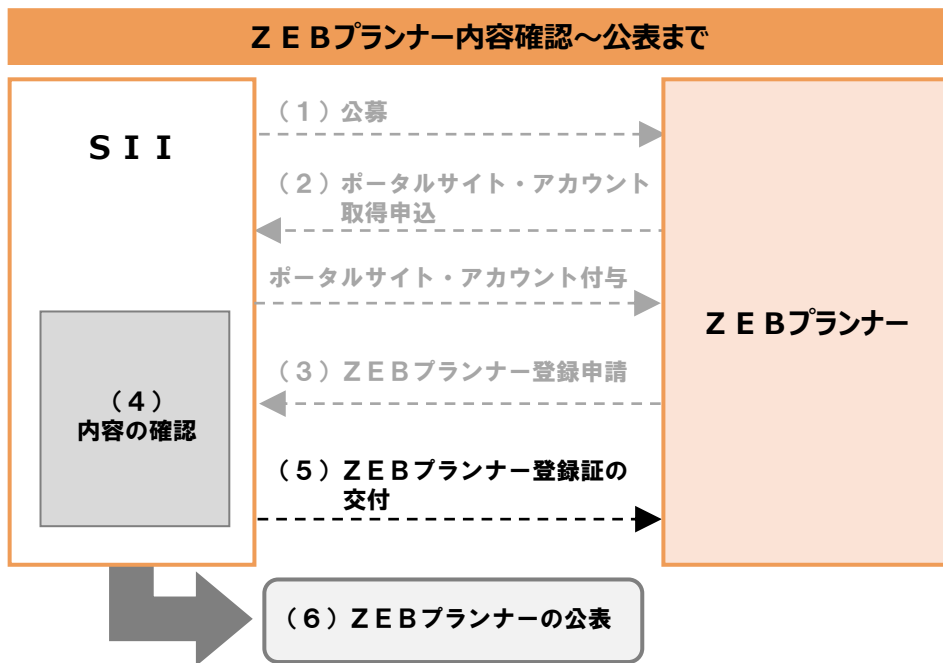 ＺＥＢプランナー内容確認～公表まで
ＳＩＩ
（１）公募
（２）ポータルサイト・アカウント
取得申込
ポータルサイト・アカウント付与
ＺＥＢプランナー
（３）ＺＥＢプランナー登録申請
（４）
内容の確認
（５）ＺＥＢプランナー登録証の
交付
（６）ＺＥＢプランナーの公表